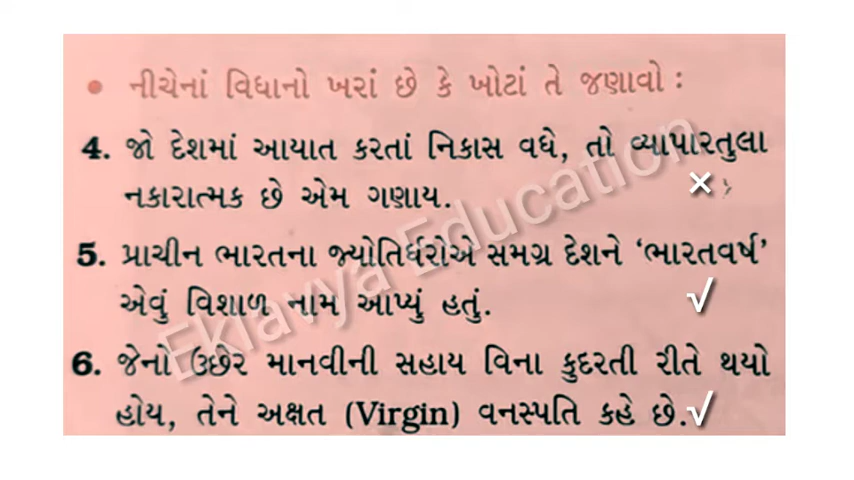 • નીચેનાં વિધાનો ખરાં છે કે ખોટાં તે જણાવો :
4. જો દેશમાં આયાત કરતાં નિકાસ વધે, તો વ્યાપારતુલા
નકારાત્મક છે એમ ગણાય. ×
5. પ્રાચીન ભારતના જ્યોતિર્ધરોએ સમગ્ર દેશને ‘ભારતવર્ષ’
એવું વિશાળ નામ આપ્યું હતું. √
6. જેનો ઉછેર માનવીની સહાય વિના કુદરતી રીતે થયો
હોય, તેને અક્ષત (Virgin) વનસ્પતિ કહે છે. √
Eklavya Education